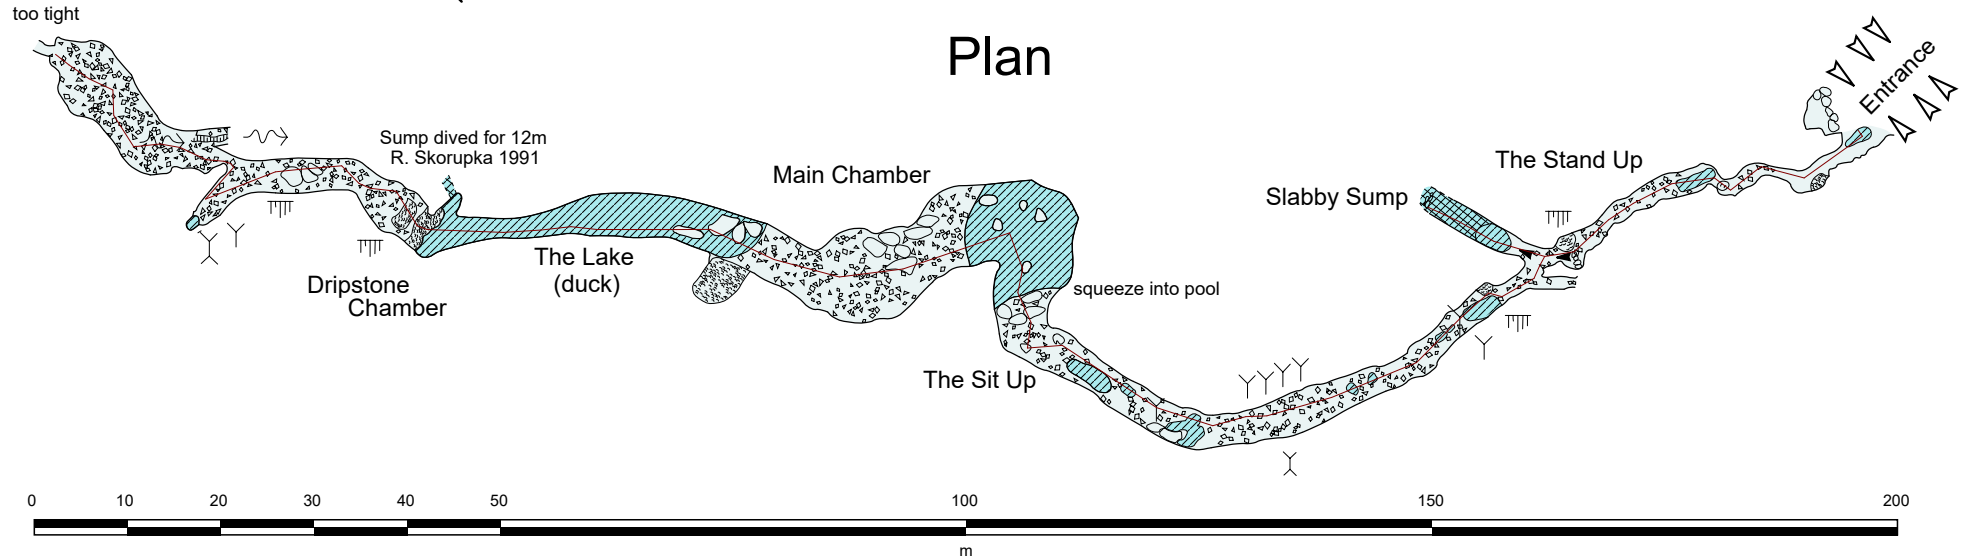 too tight
Plan
Entrance
Sump dived for 12m
R. Skorupka 1991
The Stand Up
Main Chamber
Slabby Sump
The Lake
(duck)
Dripstone
Chamber
squeeze into pool
The Sit Up
0 10 20 30 40 50 100 150 200
m